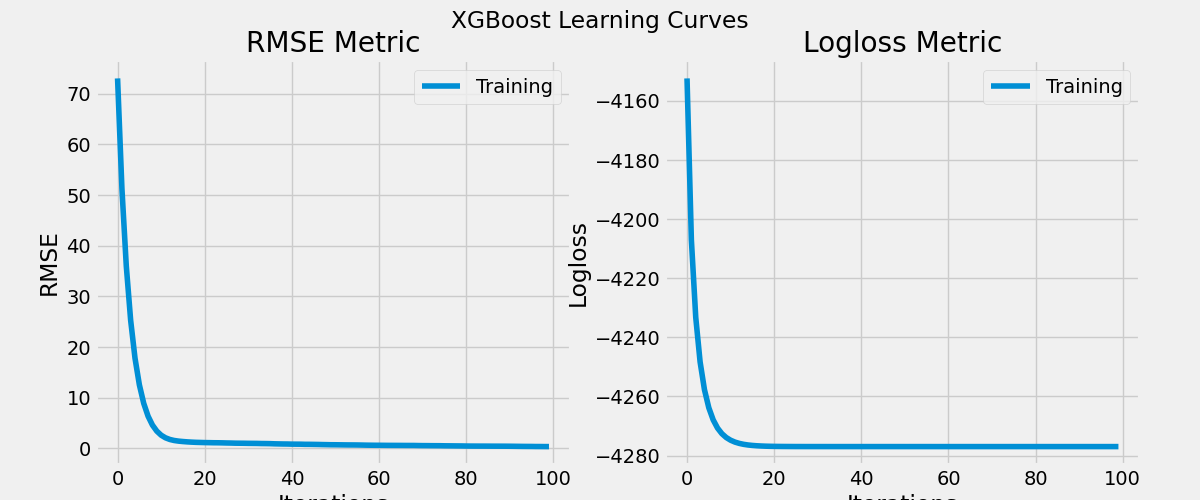 XGBoost Learning Curves
RMSE Metric
Training
RMSE
70
60
50
40
30
20
10
0
0 20 40 60 80 100
Iterations
Logloss Metric
Training
Logloss
−4160
−4180
−4200
−4220
−4240
−4260
−4280
0 20 40 60 80 100
Iterations